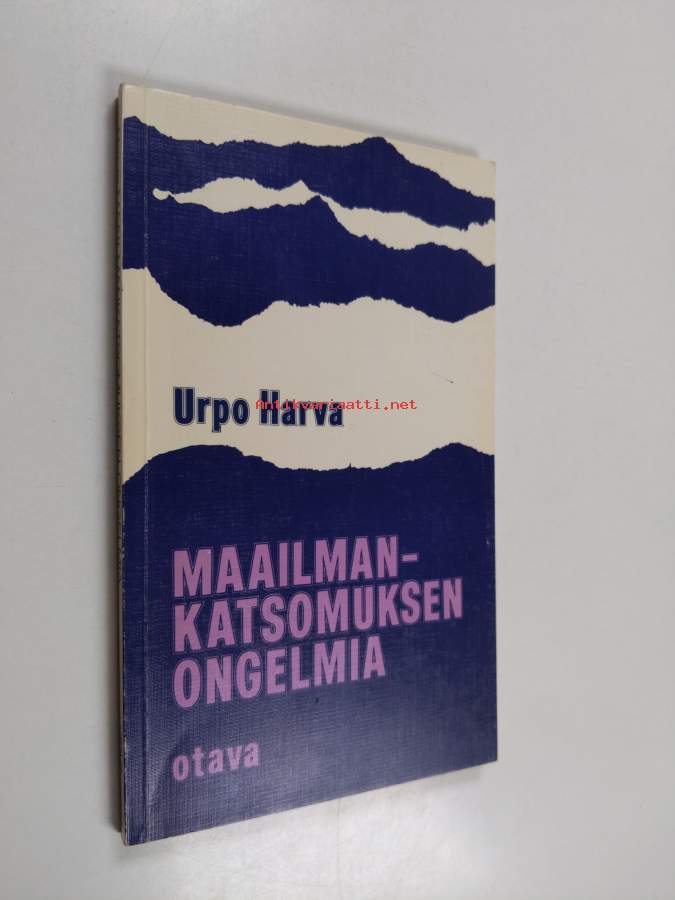 Urpo Harva
Antikvariaatti.net
MAAILMAN-
KATSOMUKSEN
ONGELMIA
otava